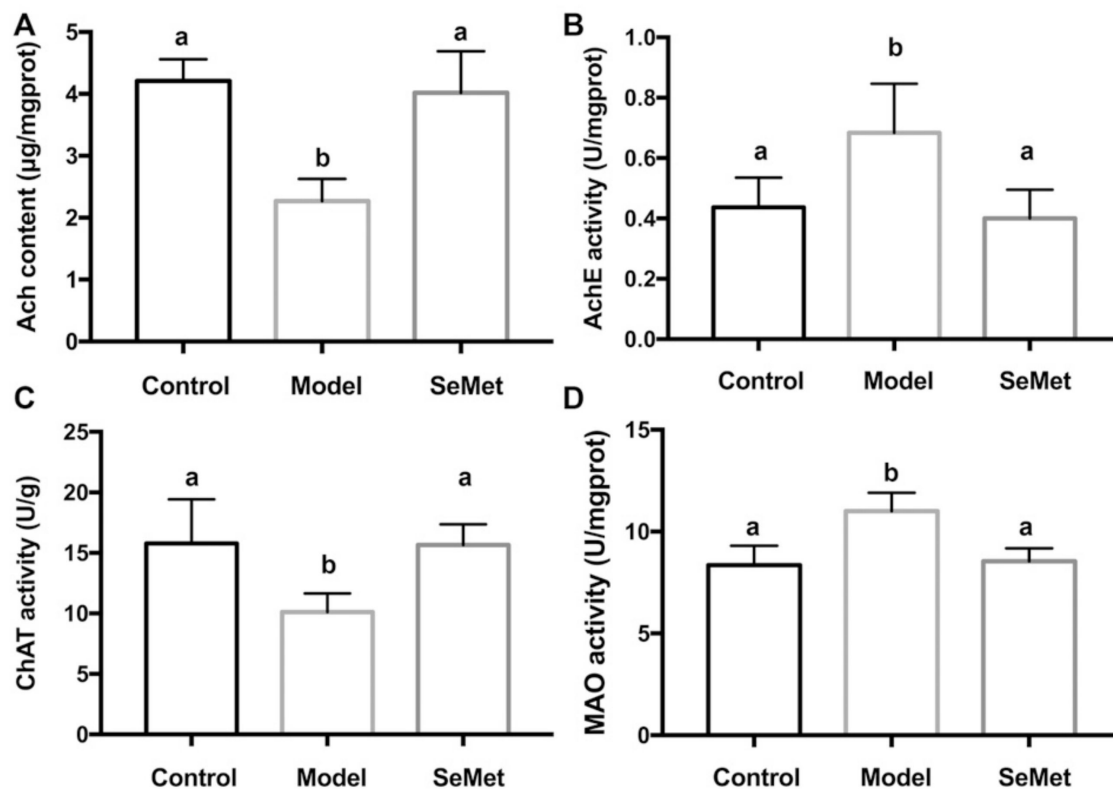 A
Ach content (µg/mgprot)
5
4
3
2
1
0
a
b
a
Control Model SeMet
B
AchE activity (U/mgprot)
1.0
0.8
0.6
0.4
0.2
0.0
a
b
a
Control Model SeMet
C
ChAT activity (U/g)
25
20
15
10
5
0
a
b
a
Control Model SeMet
D
MAO activity (U/mgprot)
15
10
5
0
a
b
a
Control Model SeMet